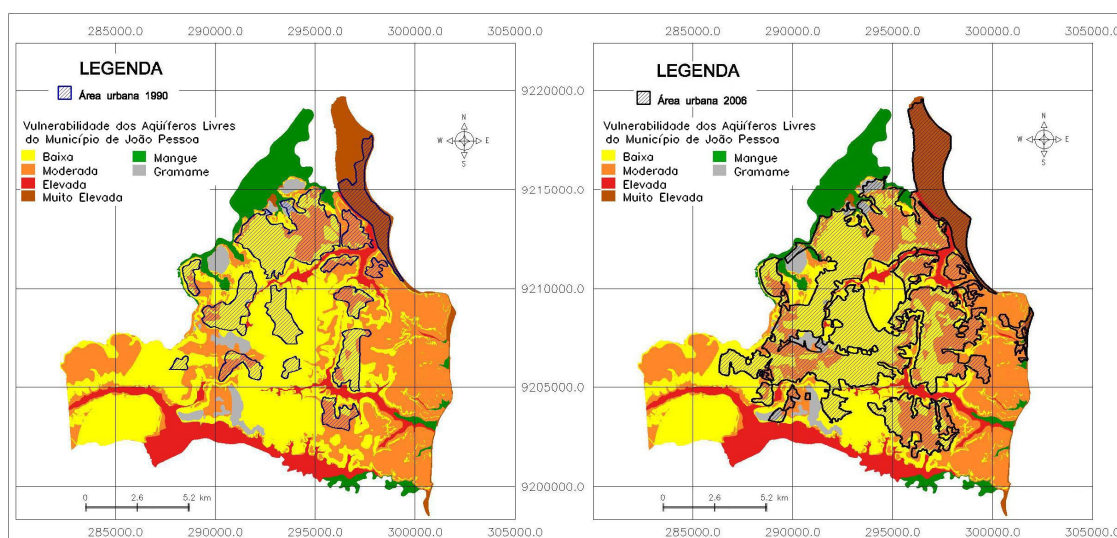 285000.0 290000.0 295000.0 300000.0 305000.0
LEGENDA
Área urbana 1990
Vulnerabilidade dos Aqüíferos Livres
do Município de João Pessoa
Baixa
Moderada
Elevada
Muito Elevada
Mangue
Gramame
N
W E
S
9220000.0
9215000.0
9210000.0
9205000.0
9200000.0
0 2.6 5.2 km
285000.0 290000.0 295000.0 300000.0 305000.0
285000.0 290000.0 295000.0 300000.0 305000.0
LEGENDA
Área urbana 2006
Vulnerabilidade dos Aqüíferos Livres
do Município de João Pessoa
Baixa
Moderada
Elevada
Muito Elevada
Mangue
Gramame
N
W E
S
0 2.6 5.2 km
285000.0 290000.0 295000.0 300000.0 305000.0